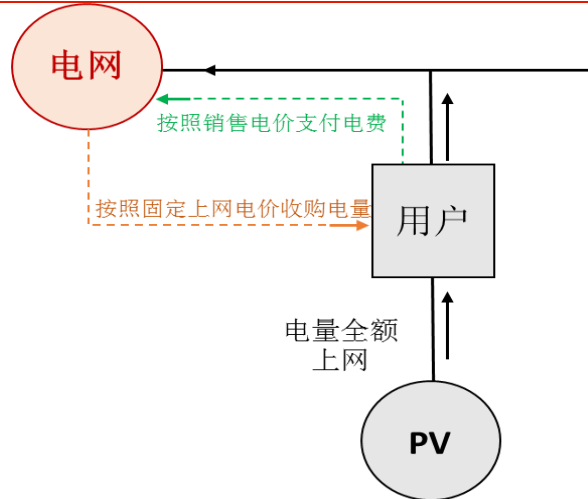 电网
按照销售电价支付电费
按照固定上网电价收购电量
用户
电量全额
上网
PV